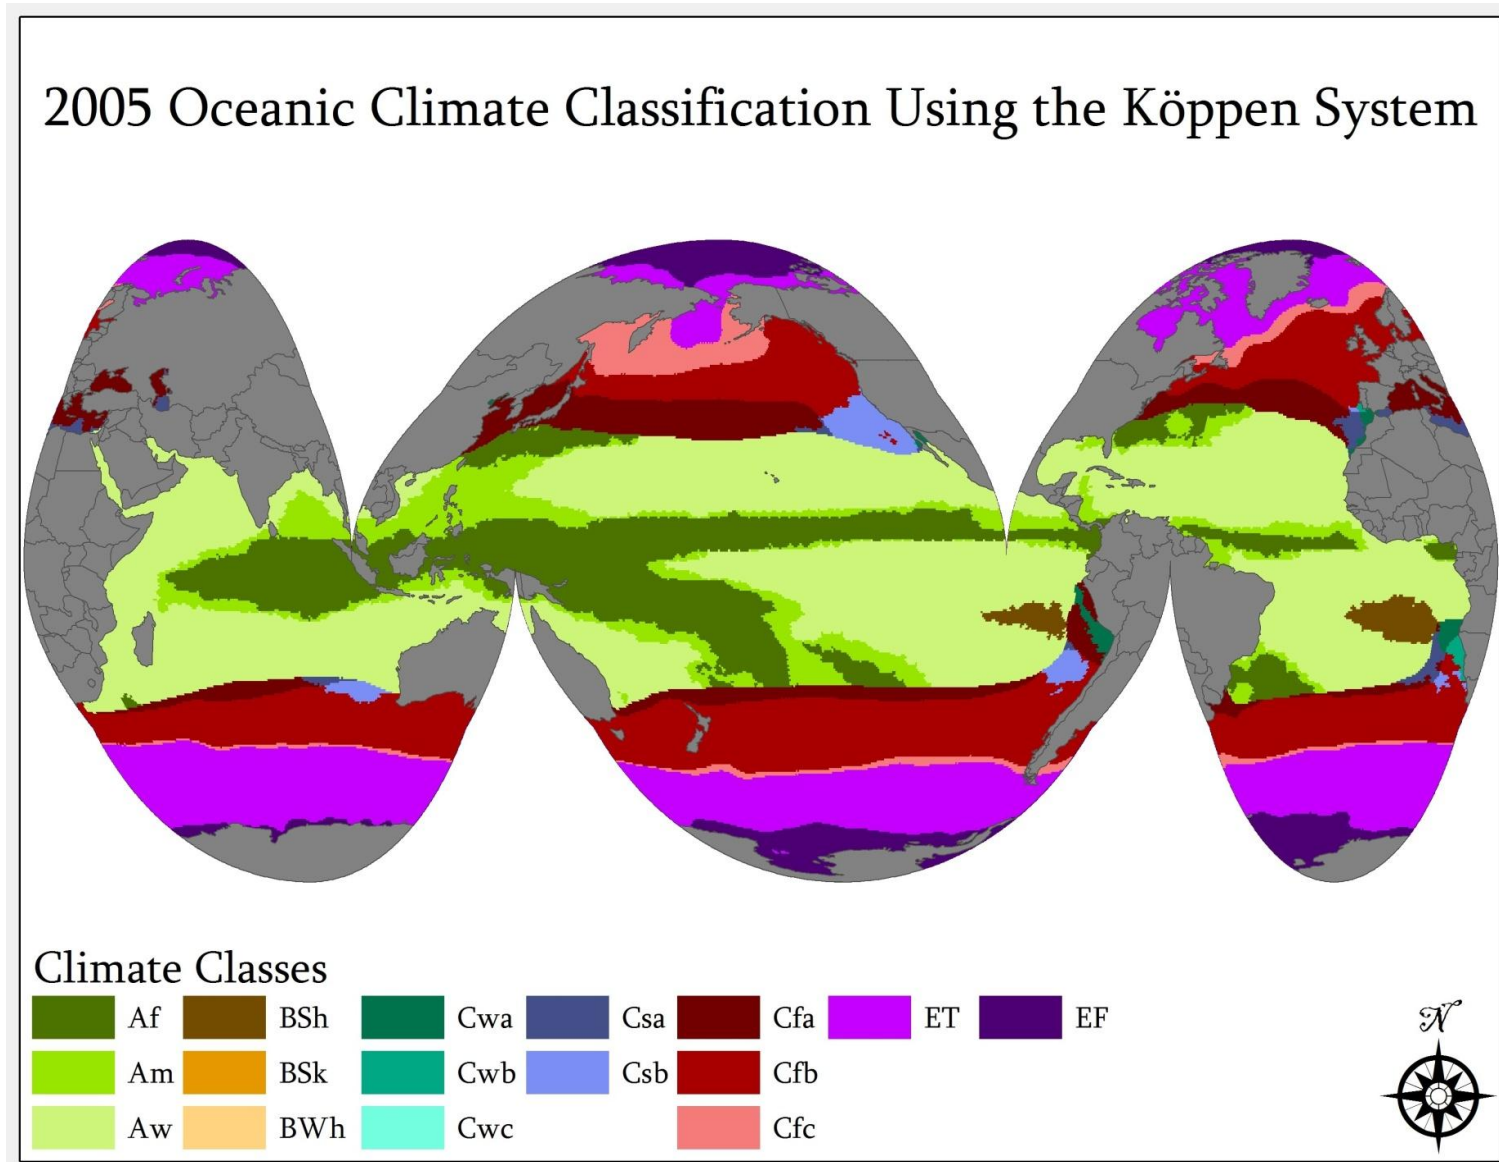 2005 Oceanic Climate Classification Using the Köppen System
Climate Classes
Af BSh Cwa Csa Cfa ET EF
Am BSk Cwb Csb Cfb
Aw BWh Cwc Cfc
N